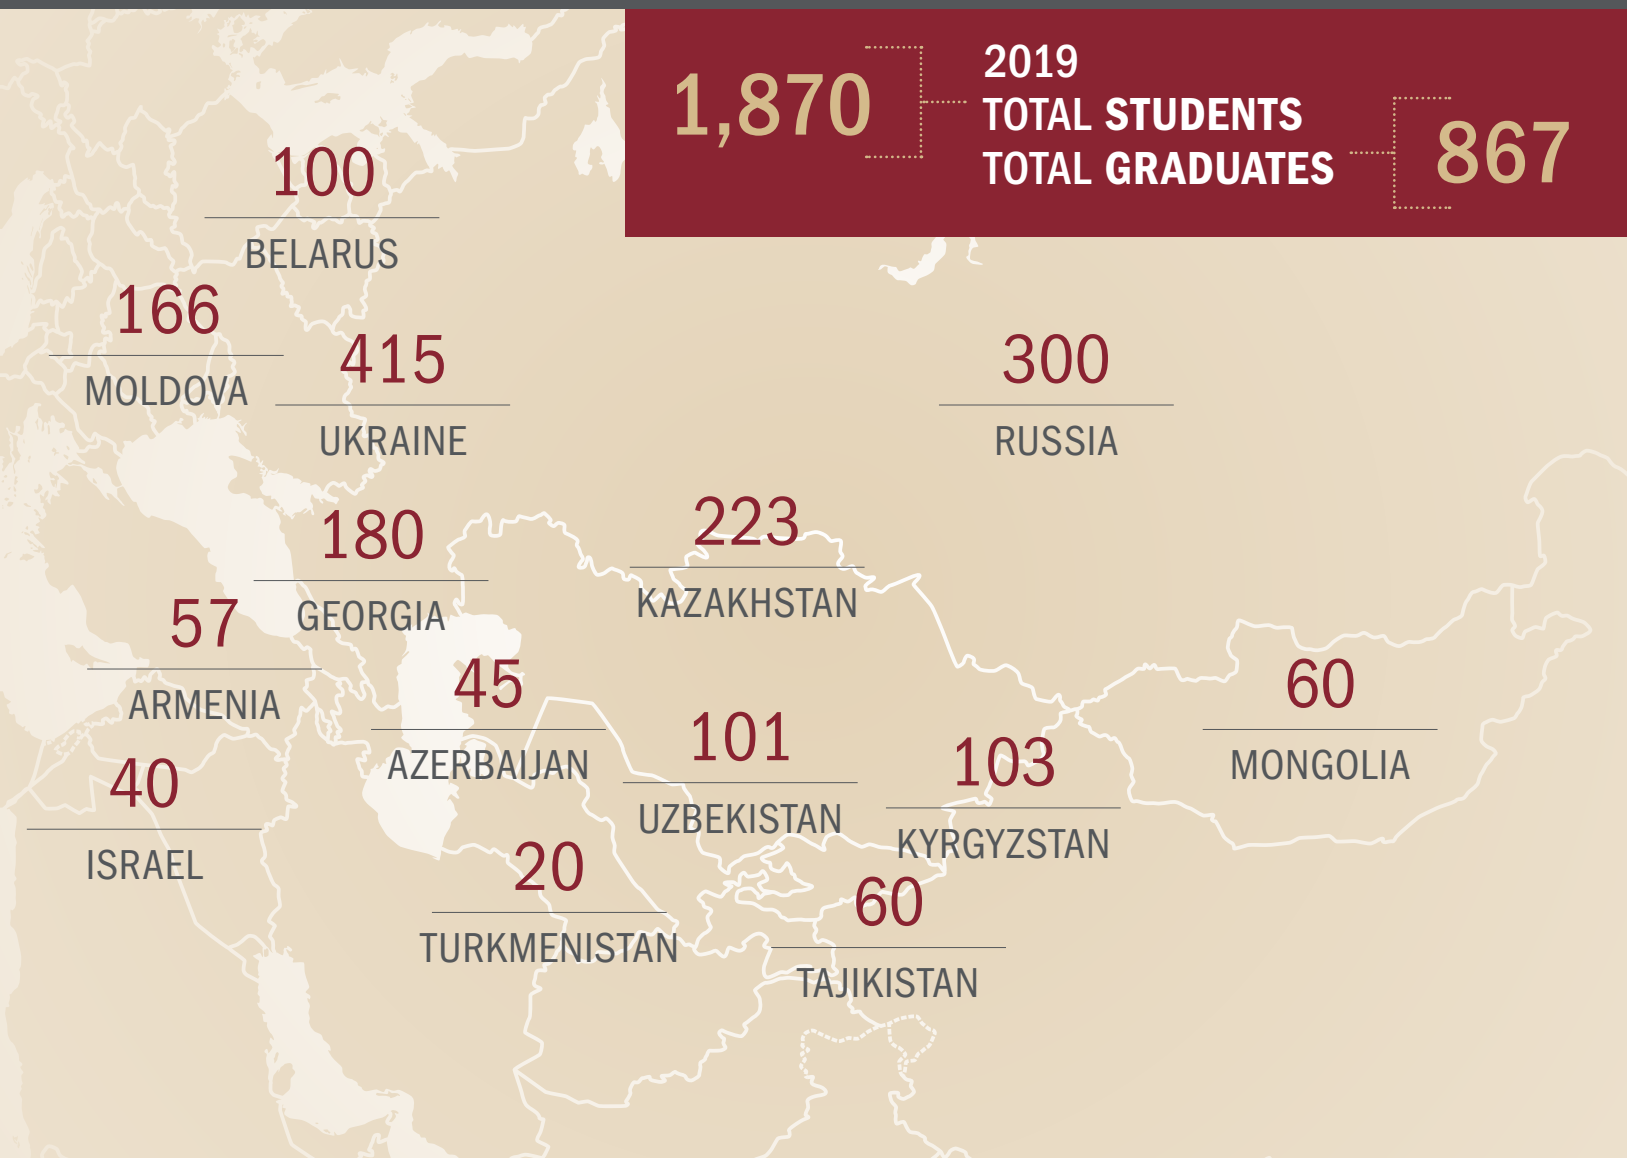 1,870
2019
TOTAL STUDENTS
TOTAL GRADUATES
867
100
BELARUS
166
MOLDOVA
415
UKRAINE
300
RUSSIA
180
GEORGIA
223
KAZAKHSTAN
57
ARMENIA
45
AZERBAIJAN
101
UZBEKISTAN
103
KYRGYZSTAN
60
MONGOLIA
40
ISRAEL
20
TURKMENISTAN
60
TAJIKISTAN